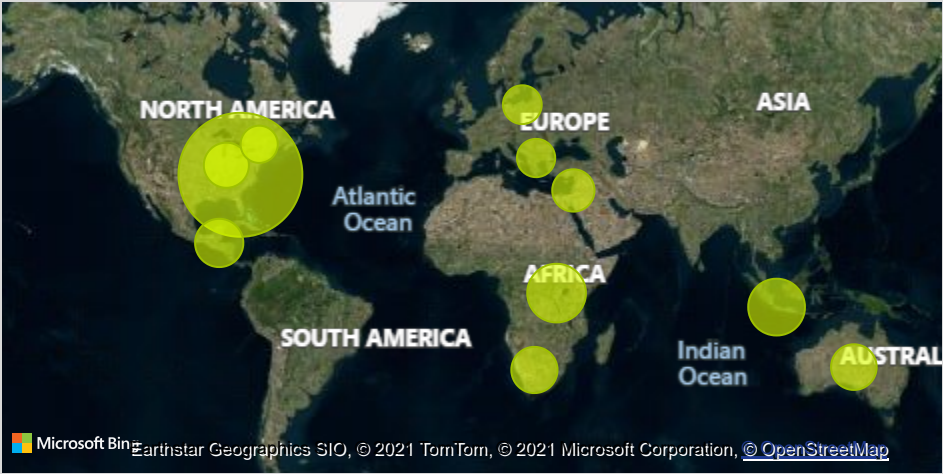 ASIA
NORTH AMERICA
EUROPE
Atlantic
Ocean
AFRICA
SOUTH AMERICA
Indian
Ocean
AUSTRAL
Microsoft Bing
Earthstar Geographics SIO, © 2021 TomTom, © 2021 Microsoft Corporation, © OpenStreetMap